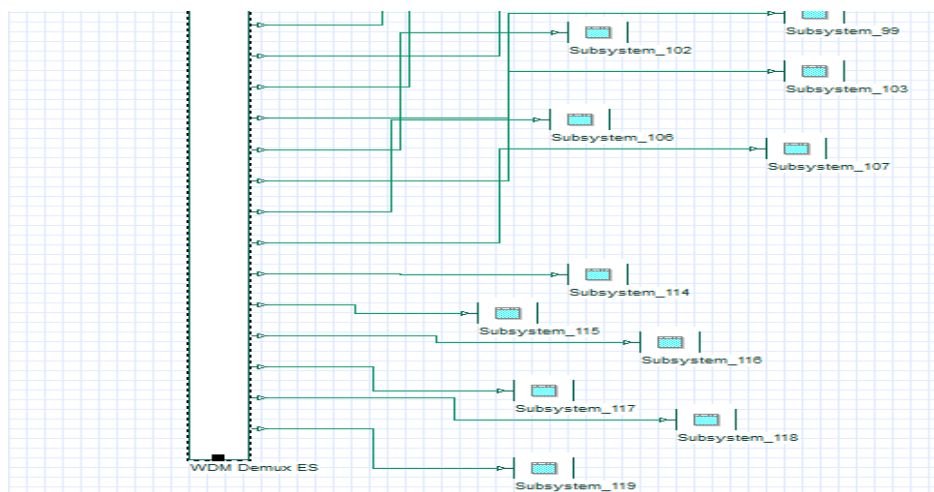 Subsystem_99
Subsystem_102
Subsystem_103
Subsystem_106
Subsystem_107
Subsystem_114
Subsystem_115
Subsystem_116
Subsystem_117
Subsystem_118
WDM Demux ES
Subsystem_119